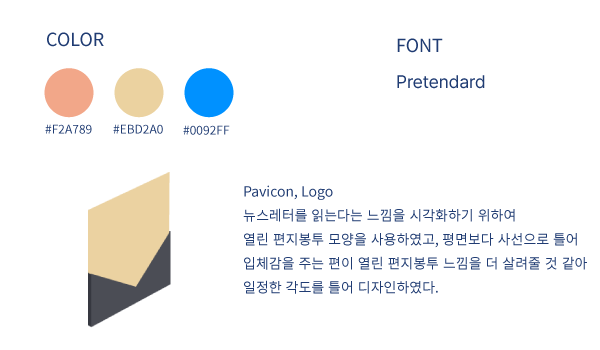 COLOR
FONT
Pretendard
#F2A789
#EBD2A0
#0092FF
Pavicon, Logo
뉴스레터를 읽는다는 느낌을 시각화하기 위하여
열린 편지봉투 모양을 사용하였고, 평면보다 사선으로 틀어
입체감을 주는 편이 열린 편지봉투 느낌을 더 살려줄 것 같아
일정한 각도를 틀어 디자인하였다.